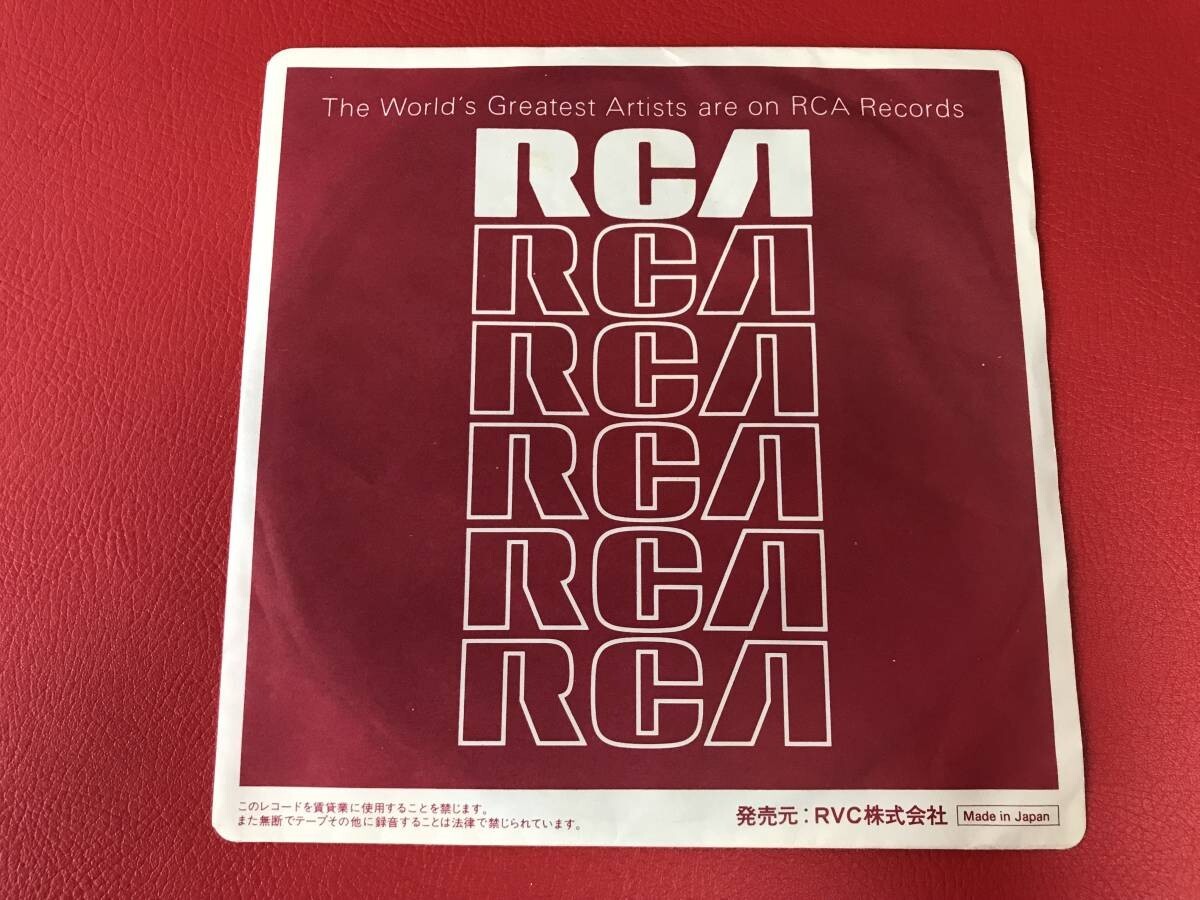 The World's Greatest Artists are on RCA Records
RCA
RCA
RCA
RCA
RCA
RCA
このレコードを賃貸業に使用することを禁じます。
また無断でテープその他に録音することは法律で禁じられています。
発売元：RVC株式会社 Made in Japan